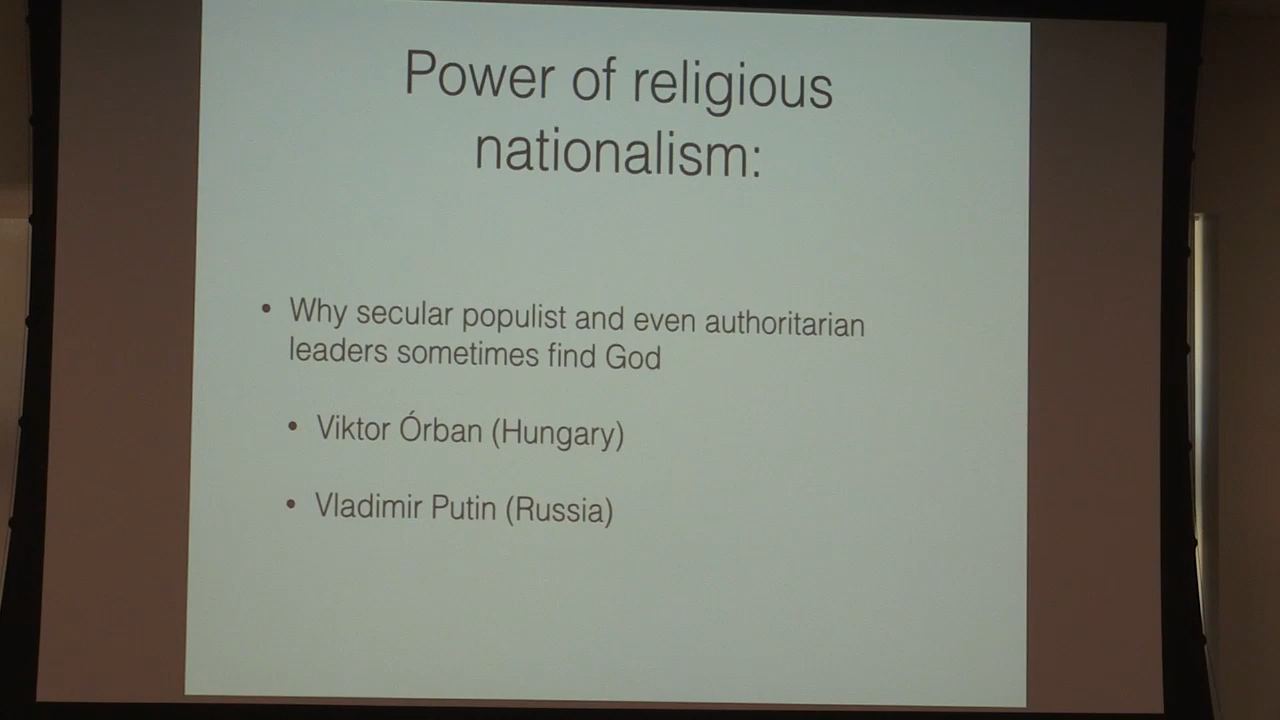 Power of religious
nationalism:
• Why secular populist and even authoritarian
leaders sometimes find God
• Viktor Órban (Hungary)
• Vladimir Putin (Russia)